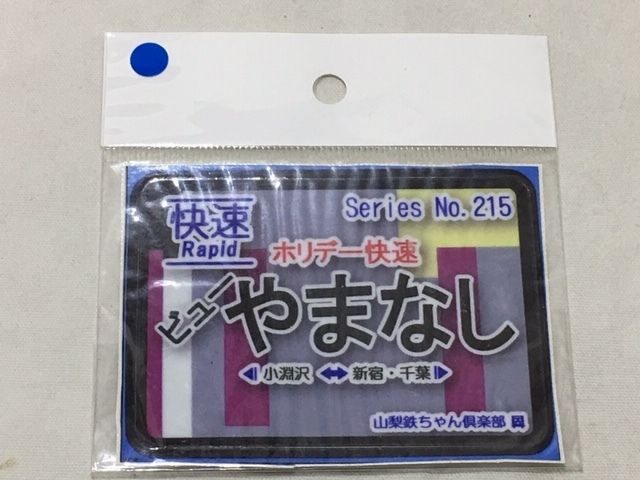 快速
Rapid
Series No.215
ホリデー快速
ビューやまなし
小淵沢 ⇔ 新宿・千葉
山梨鉄ちゃん倶楽部